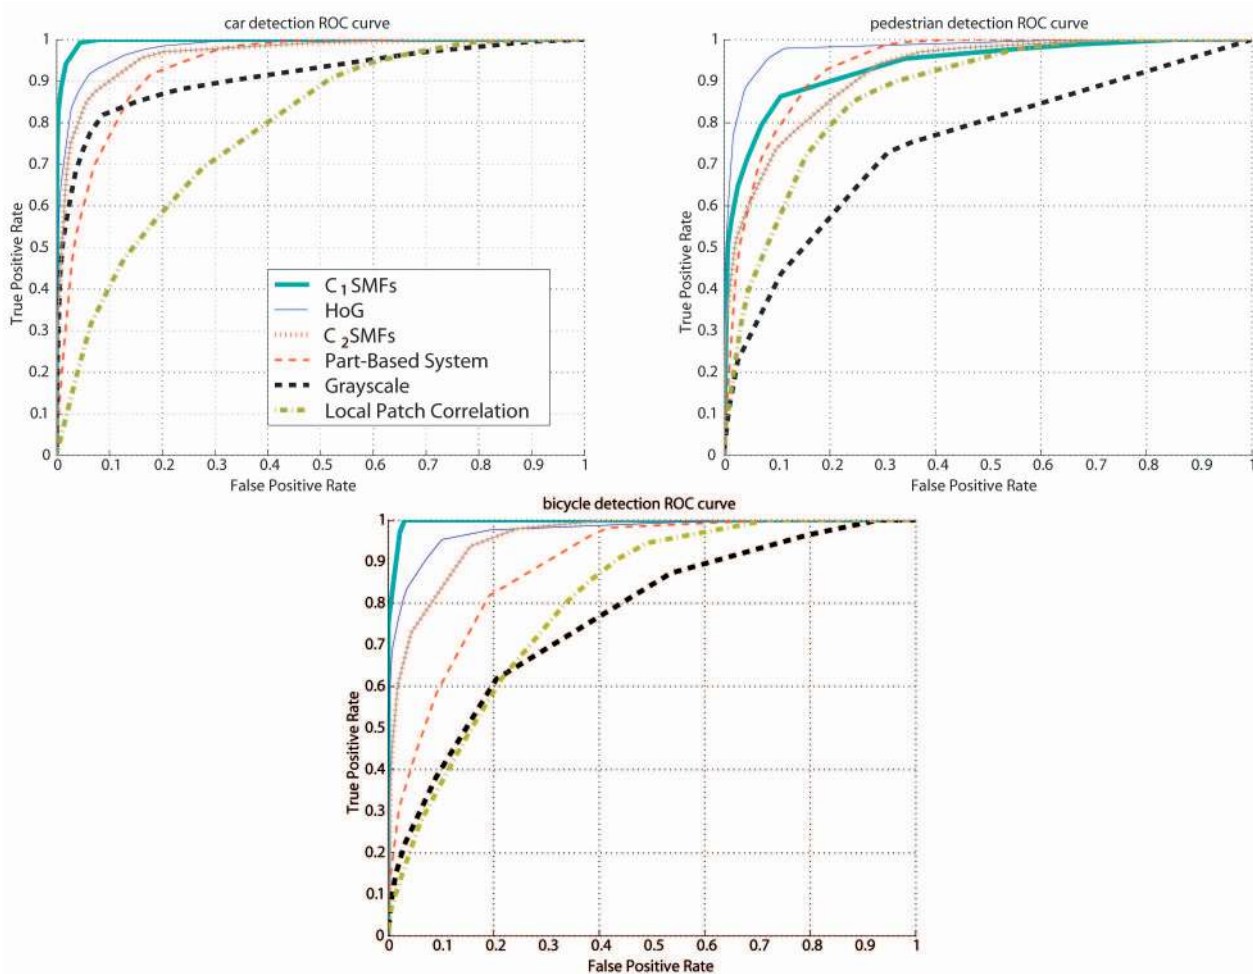 car detection ROC curve
True Positive Rate
1
0.9
0.8
0.7
0.6
0.5
0.4
0.3
0.2
0.1
0
0 0.1 0.2 0.3 0.4 0.5 0.6 0.7 0.8 0.9 1
False Positive Rate
C 1 SMFs
HoG
C 2 SMFs
Part-Based System
Grayscale
Local Patch Correlation
pedestrian detection ROC curve
True Positive Rate
1
0.9
0.8
0.7
0.6
0.5
0.4
0.3
0.2
0.1
0
0 0.1 0.2 0.3 0.4 0.5 0.6 0.7 0.8 0.9 1
False Positive Rate
bicycle detection ROC curve
True Positive Rate
1
0.9
0.8
0.7
0.6
0.5
0.4
0.3
0.2
0.1
0
0 0.1 0.2 0.3 0.4 0.5 0.6 0.7 0.8 0.9 1
False Positive Rate